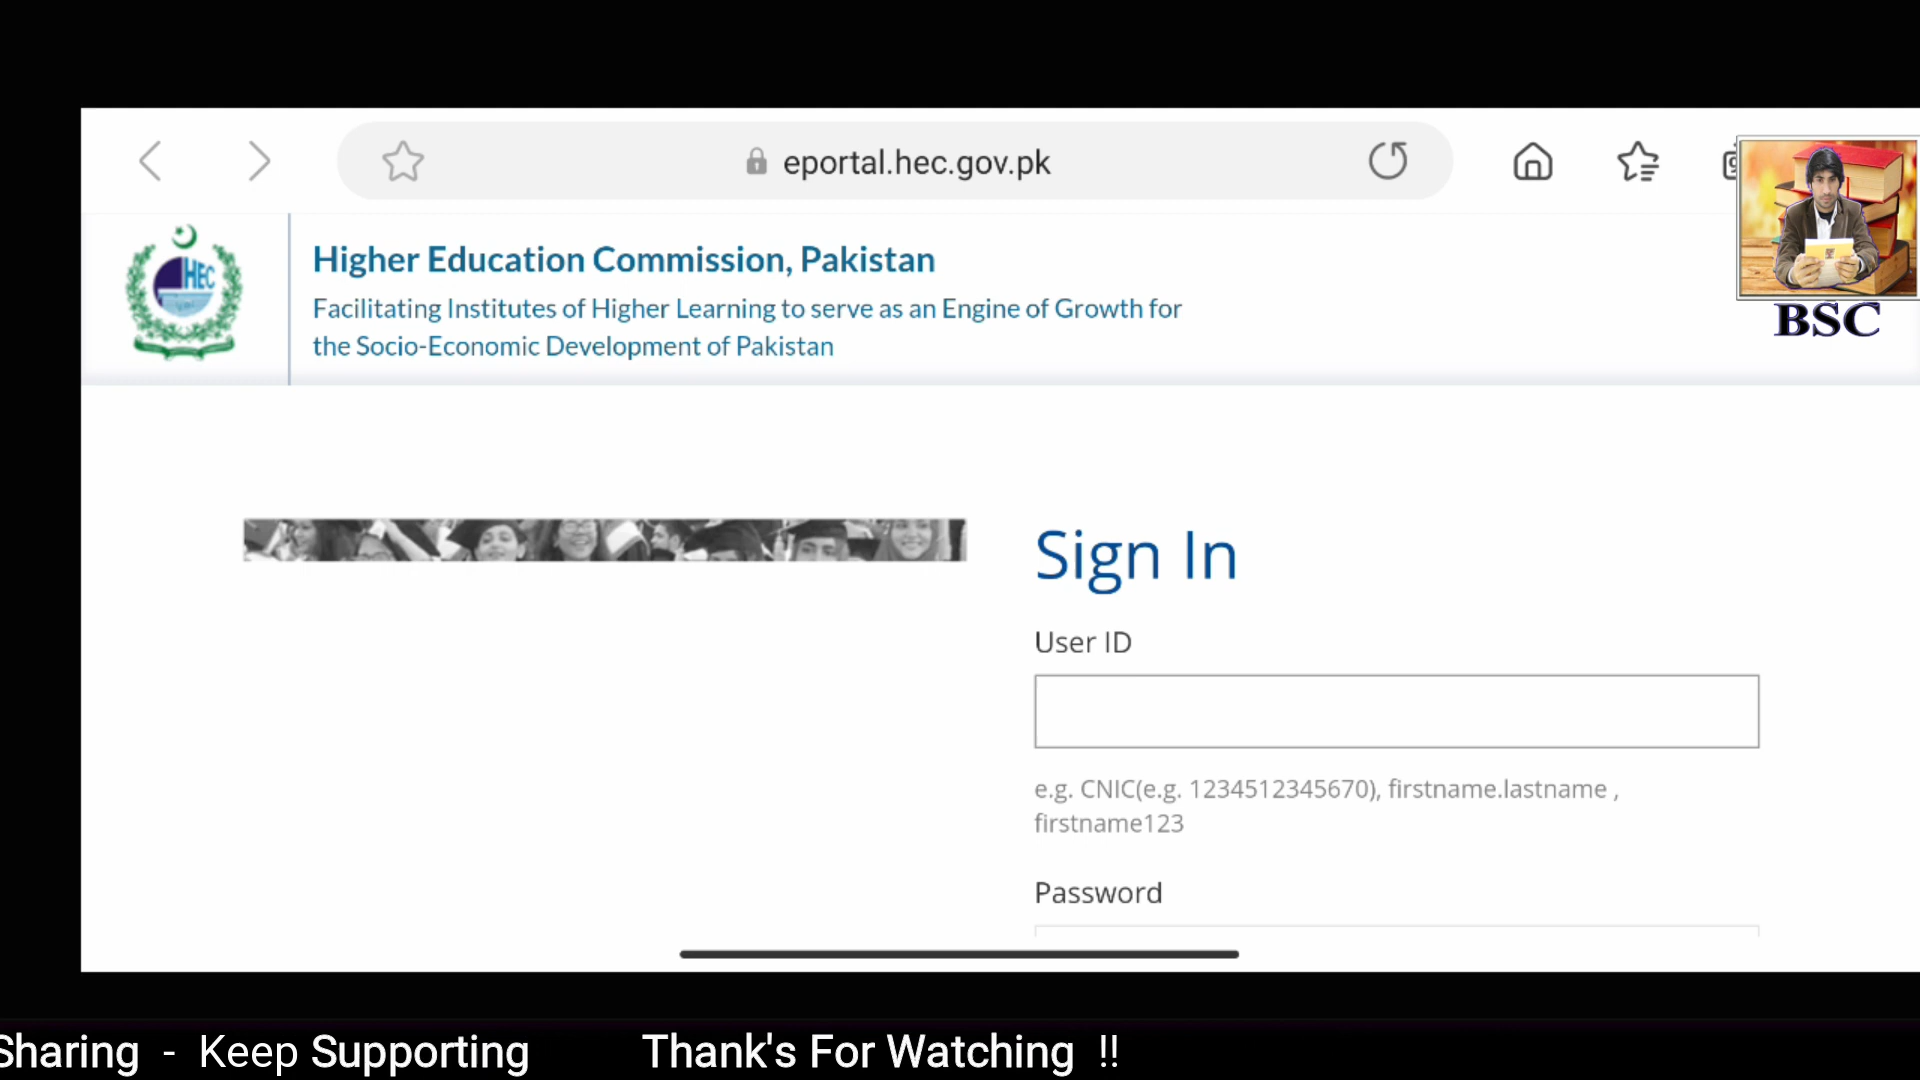 eportal.hec.gov.pk
HEC
Higher Education Commission, Pakistan
Facilitating Institutes of Higher Learning to serve as an Engine of Growth for
the Socio-Economic Development of Pakistan
BSC
Sign In
User ID
e.g. CNIC(e.g. 1234512345670), firstname.lastname ,
firstname123
Password
Sharing - Keep Supporting Thank's For Watching !!